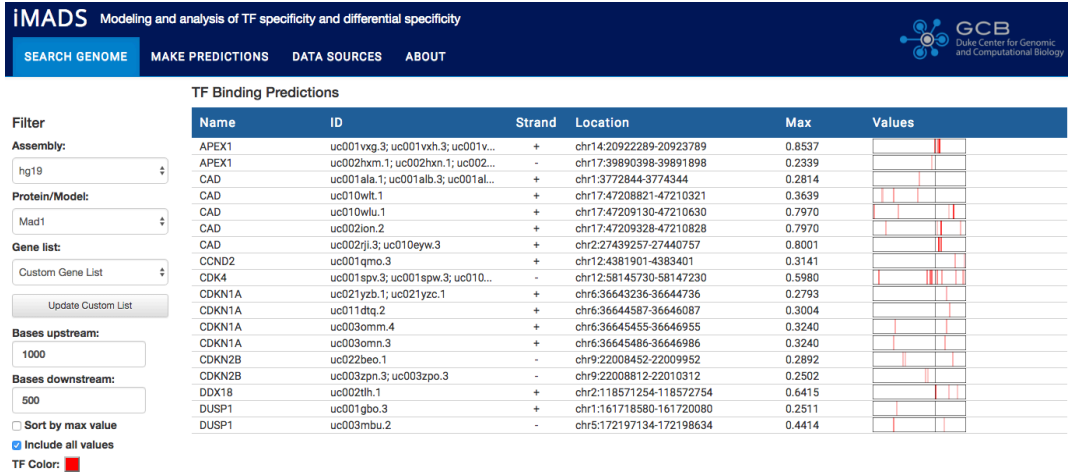 iMADS Modeling and analysis of TF specificity and differential specificity
GCB
Duke Center for Genomic
and Computational Biology
SEARCH GENOME MAKE PREDICTIONS DATA SOURCES ABOUT
Filter
Assembly:
hg19
Protein/Model:
Mad1
Gene list:
Custom Gene List
Update Custom List
Bases upstream:
1000
Bases downstream:
500
Sort by max value
Include all values
TF Color:
TF Binding Predictions
Name ID Strand Location Max Values
APEX1 uc001vxg.3; uc001vxh.3; uc001v... + chr14:20922289-20923789 0.8537
APEX1 uc002hxm.1; uc002hxn.1; uc002... - chr17:39890398-39891898 0.2339
CAD uc001ala.1; uc001alb.3; uc001al... + chr1:3772844-3774344 0.2814
CAD uc010wlt.1 + chr17:47208821-47210321 0.3639
CAD uc010wlu.1 + chr17:47209130-47210630 0.7970
CAD uc002ion.2 + chr17:47209328-47210828 0.7970
CAD uc002rji.3; uc010eyw.3 + chr2:27439257-27440757 0.8001
CCND2 uc001qmo.3 + chr12:4381901-4383401 0.3141
CDK4 uc001spv.3; uc001spw.3; uc010... - chr12:58145730-58147230 0.5980
CDKN1A uc021yzb.1; uc021yzc.1 + chr6:36643236-36644736 0.2793
CDKN1A uc011dtq.2 + chr6:36644587-36646087 0.3004
CDKN1A uc003omm.4 + chr6:36645455-36646955 0.3240
CDKN1A uc003omn.3 + chr6:36645486-36646986 0.3240
CDKN2B uc022beo.1 - chr9:22008452-22009952 0.2892
CDKN2B uc003zpn.3; uc003zpo.3 - chr9:22008812-22010312 0.2502
DDX18 uc002tlh.1 + chr2:118571254-118572754 0.6415
DUSP1 uc001gbo.3 + chr1:161718580-161720080 0.2511
DUSP1 uc003mbu.2 - chr5:172197134-172198634 0.4414